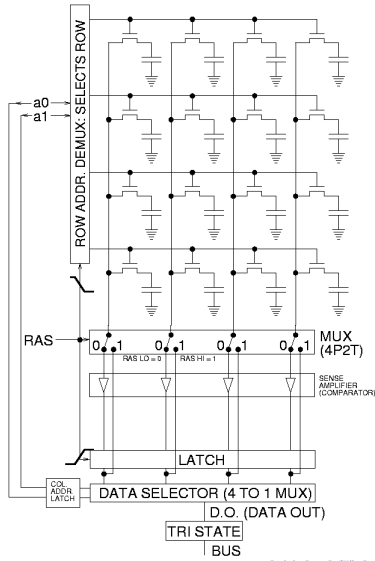 ROW ADDR. DEMUX: SELECTS ROW
a0
a1
RAS
0 1 0 1 0 1 0 1
MUX
(4P2T)
RAS LO = 0 RAS HI = 1
SENSE
AMPLIFIER
(COMPARATOR)
LATCH
COL.
ADDR.
LATCH
DATA SELECTOR (4 TO 1 MUX)
D.O. (DATA OUT)
TRI STATE
BUS